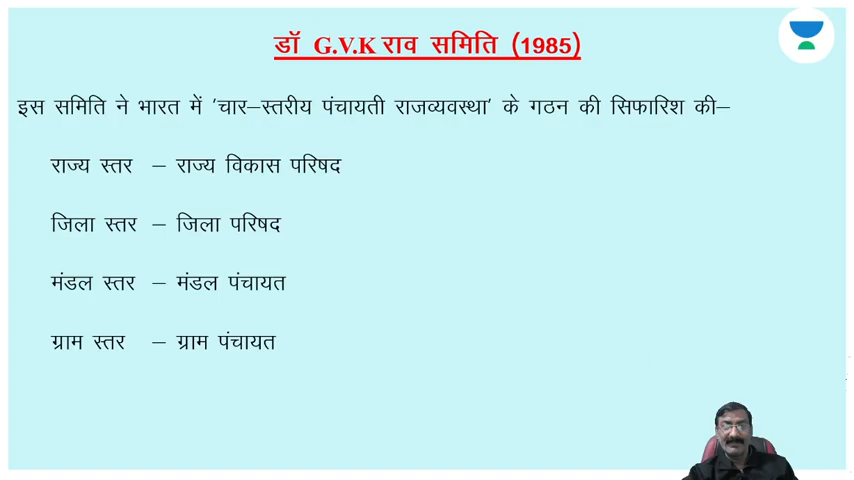 डॉ G.V.K राव समिति (1985)
इस समिति ने भारत में 'चार–स्तरीय पंचायती राजव्यवस्था' के गठन की सिफारिश की–
राज्य स्तर – राज्य विकास परिषद
जिला स्तर – जिला परिषद
मंडल स्तर – मंडल पंचायत
ग्राम स्तर – ग्राम पंचायत